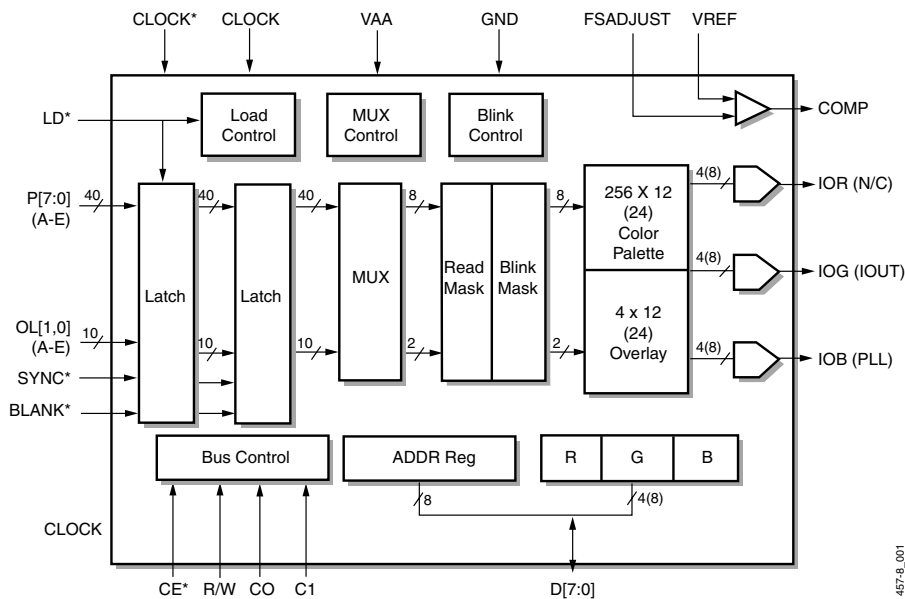 CLOCK* CLOCK VAA GND FSADJUST VREF
LD*
Load
Control
MUX
Control
Blink
Control
COMP
P[7:0]
(A-E)
40
40
40
8
8
4(8)
IOR (N/C)
256 X 12
(24)
Color
Palette
Latch
Latch
MUX
Read
Mask
Blink
Mask
4(8)
IOG (IOUT)
4 x 12
(24)
Overlay
OL[1,0]
(A-E)
10
10
10
2
2
4(8)
IOB (PLL)
SYNC*
BLANK*
Bus Control
ADDR Reg
R G B
8
4(8)
CLOCK
CE* R/W CO C1
D[7:0]
457-8_001